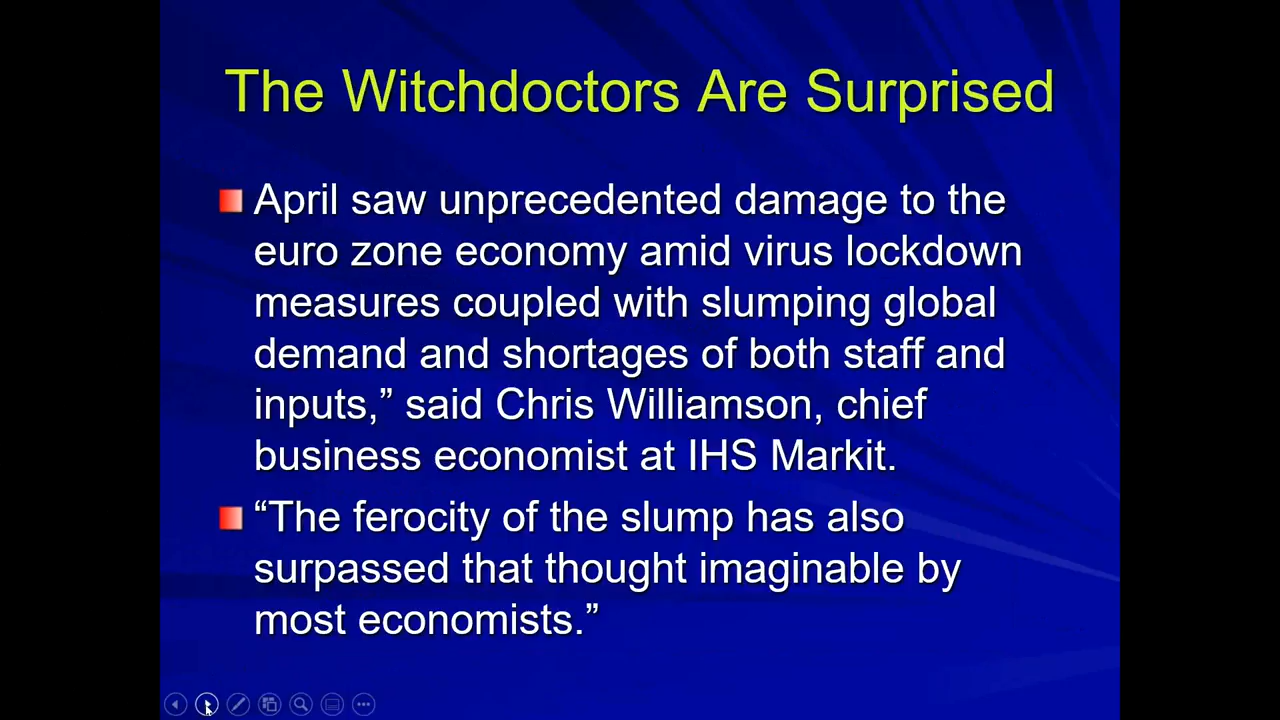 The Witchdoctors Are Surprised
April saw unprecedented damage to the
euro zone economy amid virus lockdown
measures coupled with slumping global
demand and shortages of both staff and
inputs,” said Chris Williamson, chief
business economist at IHS Markit.
“The ferocity of the slump has also
surpassed that thought imaginable by
most economists.”